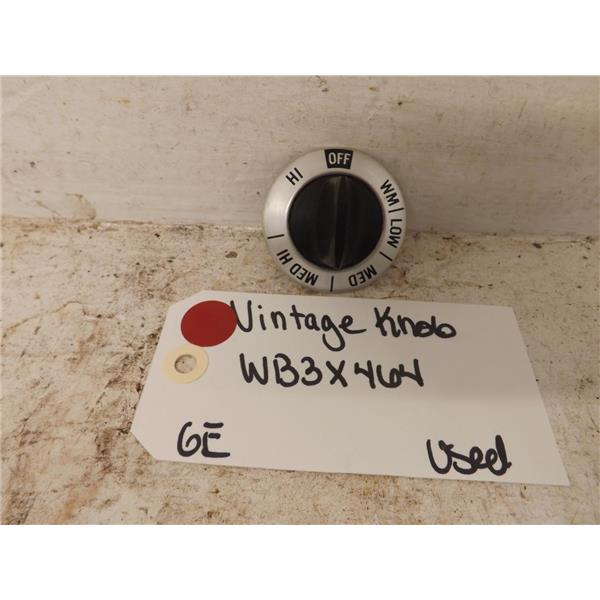 OFF
WM
LOW
MED
MED HI
HI
Vintage Knob
WB3X464
GE
Used